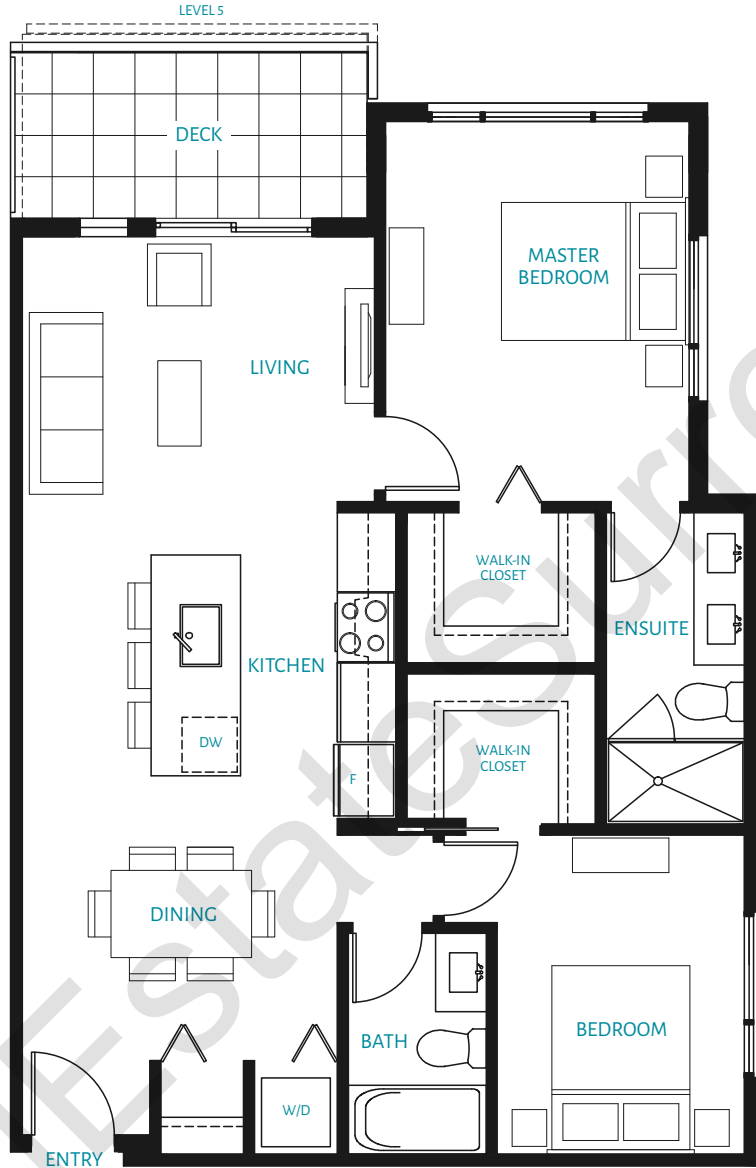 LEVEL 5
DECK
MASTER
BEDROOM
LIVING
WALK-IN
CLOSET
ENSUITE
KITCHEN
DW
WALK-IN
CLOSET
F
DINING
BATH
BEDROOM
W/D
ENTRY
EstateSurre